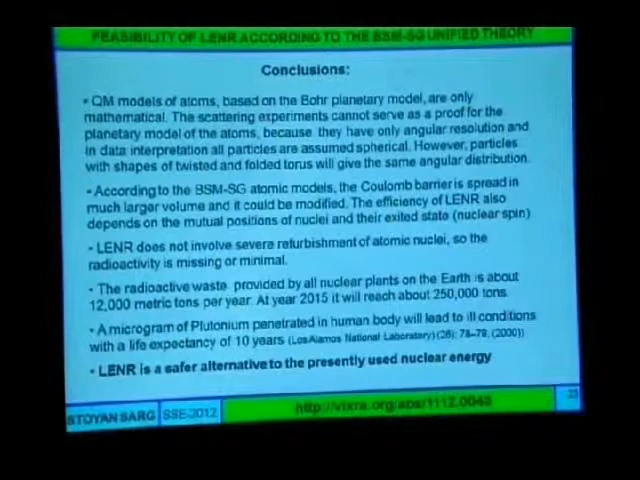 FEASIBILITY OF LENR ACCORDING TO THE BSM-SG UNIFIED THEORY
Conclusions:
• QM models of atoms, based on the Bohr planetary model, are only
mathematical. The scattering experiments cannot serve as a proof for the
planetary model of the atoms, because they have only angular resolution and
in data interpretation all particles are assumed spherical. However, particles
with shapes of twisted and folded torus will give the same angular distribution.
• According to the BSM-SG atomic models, the Coulomb barrier is spread in
much larger volume and it could be modified. The efficiency of LENR also
depends on the mutual positions of nuclei and their exited state (nuclear spin)
• LENR does not involve severe refurbishment of atomic nuclei, so the
radioactivity is missing or minimal.
• The radioactive waste provided by all nuclear plants on the Earth is about
12,000 metric tons per year. At year 2015 it will reach about 250,000 tons
• A microgram of Plutonium penetrated in human body will lead to ill conditions
with a life expectancy of 10 years (Los Alamos National Laboratory) (26): 78–79, (2000))
• LENR is a safer alternative to the presently used nuclear energy
STOYAN SARG SSE-2012 http://vixra.org/abs/1112.0043 23